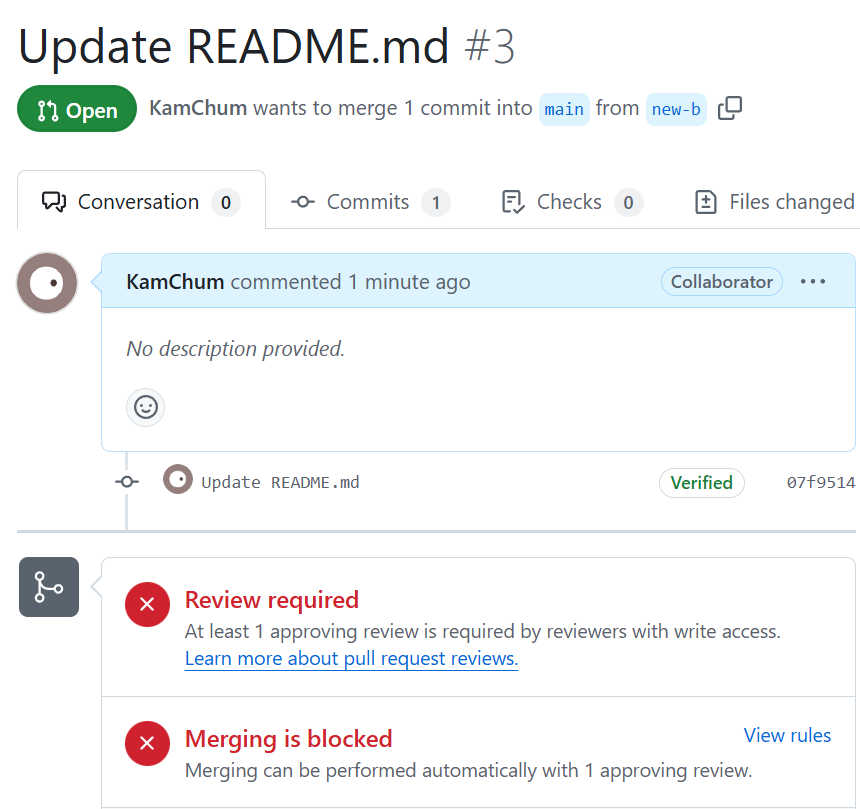 Update README.md #3
Open KamChum wants to merge 1 commit into main from new-b
Conversation 0 Commits 1 Checks 0 Files changed
KamChum commented 1 minute ago Collaborator
No description provided.
Update README.md Verified 07f9514
Review required
At least 1 approving review is required by reviewers with write access.
Learn more about pull request reviews.
Merging is blocked View rules
Merging can be performed automatically with 1 approving review.